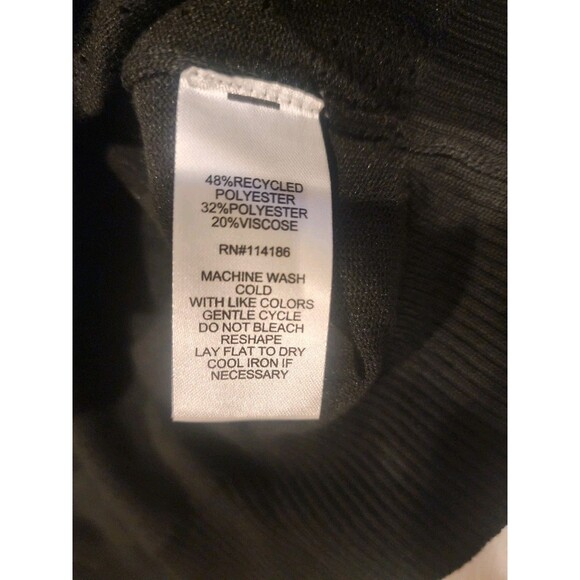 48%RECYCLED
POLYESTER
32%POLYESTER
20%VISCOSE
RN#114186
MACHINE WASH
COLD
WITH LIKE COLORS
GENTLE CYCLE
DO NOT BLEACH
RESHAPE
LAY FLAT TO DRY
COOL IRON IF
NECESSARY